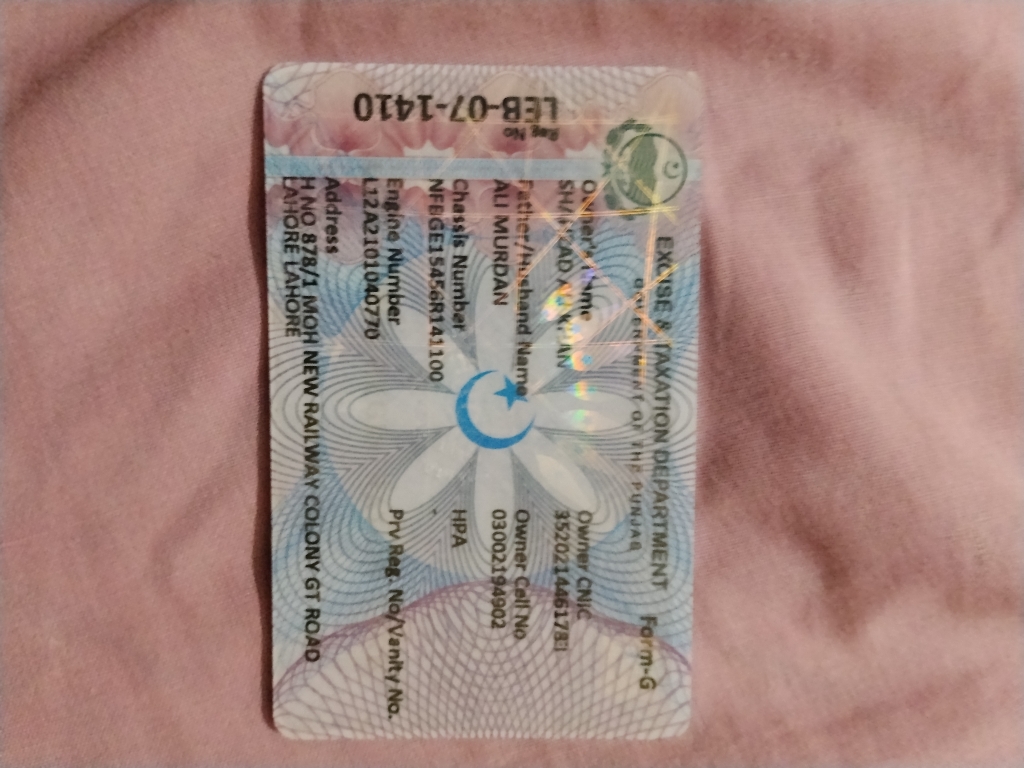 EXCISE & TAXATION DEPARTMENT Form-G
GOVERNMENT OF THE PUNJAB
Reg No
LEB-07-1410
Owner's Name
Owner CNIC
Father/Husband Name
ALI MURDAN
Owner Cell No
03002194902
Chassis Number
HPA
-
Engine Number
L12A2101040770
Prv Reg. No/Vanity No.
Address
H NO 878/1 MOH NEW RAILWAY COLONY GT ROAD
LAHORE LAHORE